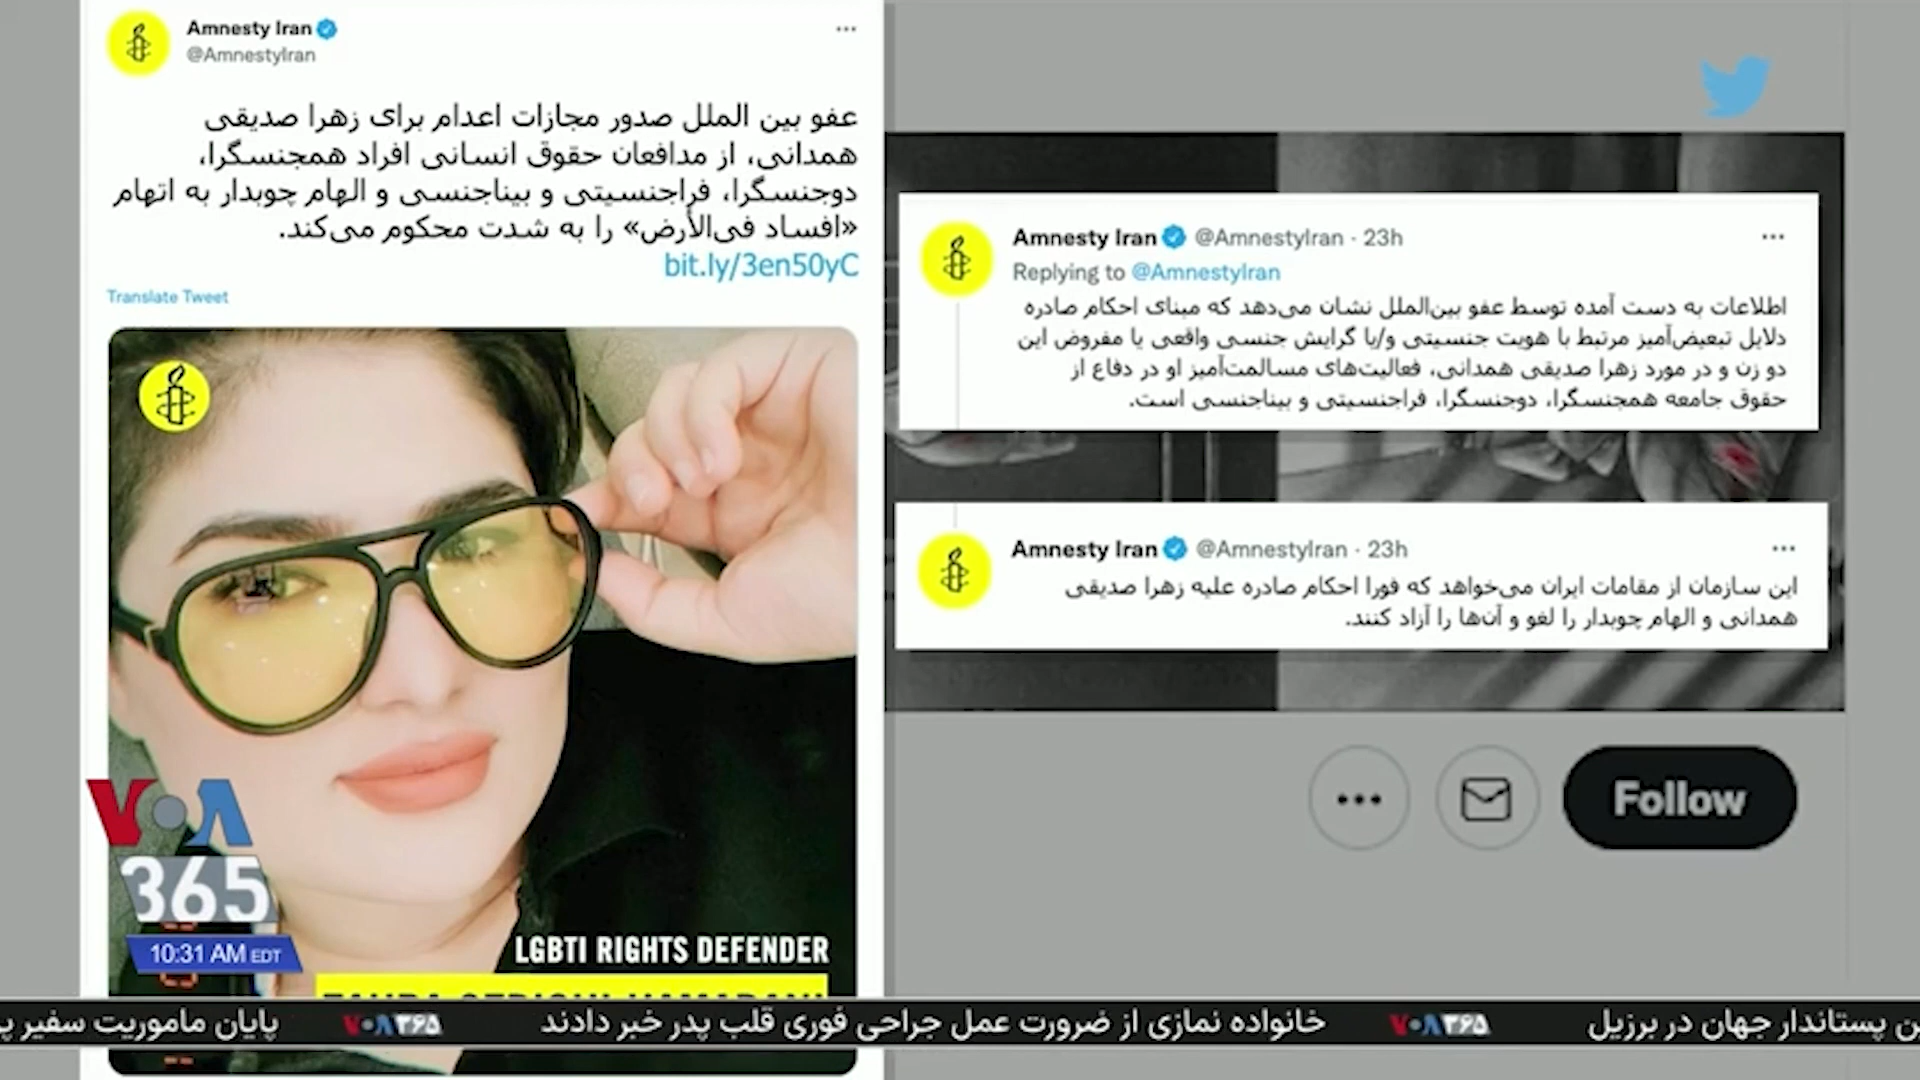 Amnesty Iran
@AmnestyIran
عفو بین الملل صدور مجازات اعدام برای زهرا صدیقی
همدانی، از مدافعان حقوق انسانی افراد همجنسگرا،
دوجنسگرا، فراجنسیتی و بیناجنسی و الهام چوبدار به اتهام
«افساد فی‌الأرض» را به شدت محکوم می‌کند.
bit.ly/3en50yC
Translate Tweet
LGBTI RIGHTS DEFENDER
VOA
365
10:31 AM EDT
Amnesty Iran @AmnestyIran · 23h
Replying to @AmnestyIran
اطلاعات به دست آمده توسط عفو بین‌الملل نشان می‌دهد که مبنای احکام صادره
دلایل تبعیض‌آمیز مرتبط با هویت جنسیتی و/یا گرایش جنسی واقعی یا مفروض این
دو زن و در مورد زهرا صدیقی همدانی، فعالیت‌های مسالمت‌آمیز او در دفاع از
حقوق جامعه همجنسگرا، دوجنسگرا، فراجنسیتی و بیناجنسی است.
Amnesty Iran @AmnestyIran · 23h
این سازمان از مقامات ایران می‌خواهد که فورا احکام صادره علیه زهرا صدیقی
همدانی و الهام چوبدار را لغو و آن‌ها را آزاد کنند.
Follow
پستاندار جهان در برزیل VOA۳۶۵ خانواده نمازی از ضرورت عمل جراحی فوری قلب پدر خبر دادند VOA۳۶۵ پایان ماموریت سفیر